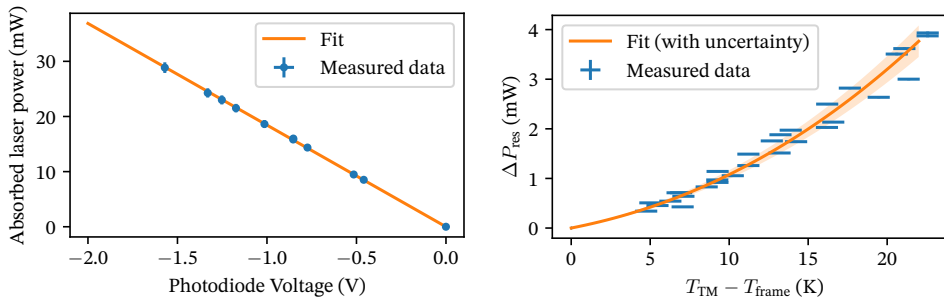 Absorbed laser power (mW)
30
20
10
0
Fit
Measured data
−2.0
−1.5
−1.0
−0.5
0.0
Photodiode Voltage (V)
ΔP_res (mW)
4
3
2
1
0
Fit (with uncertainty)
Measured data
0
5
10
15
20
T_TM − T_frame (K)